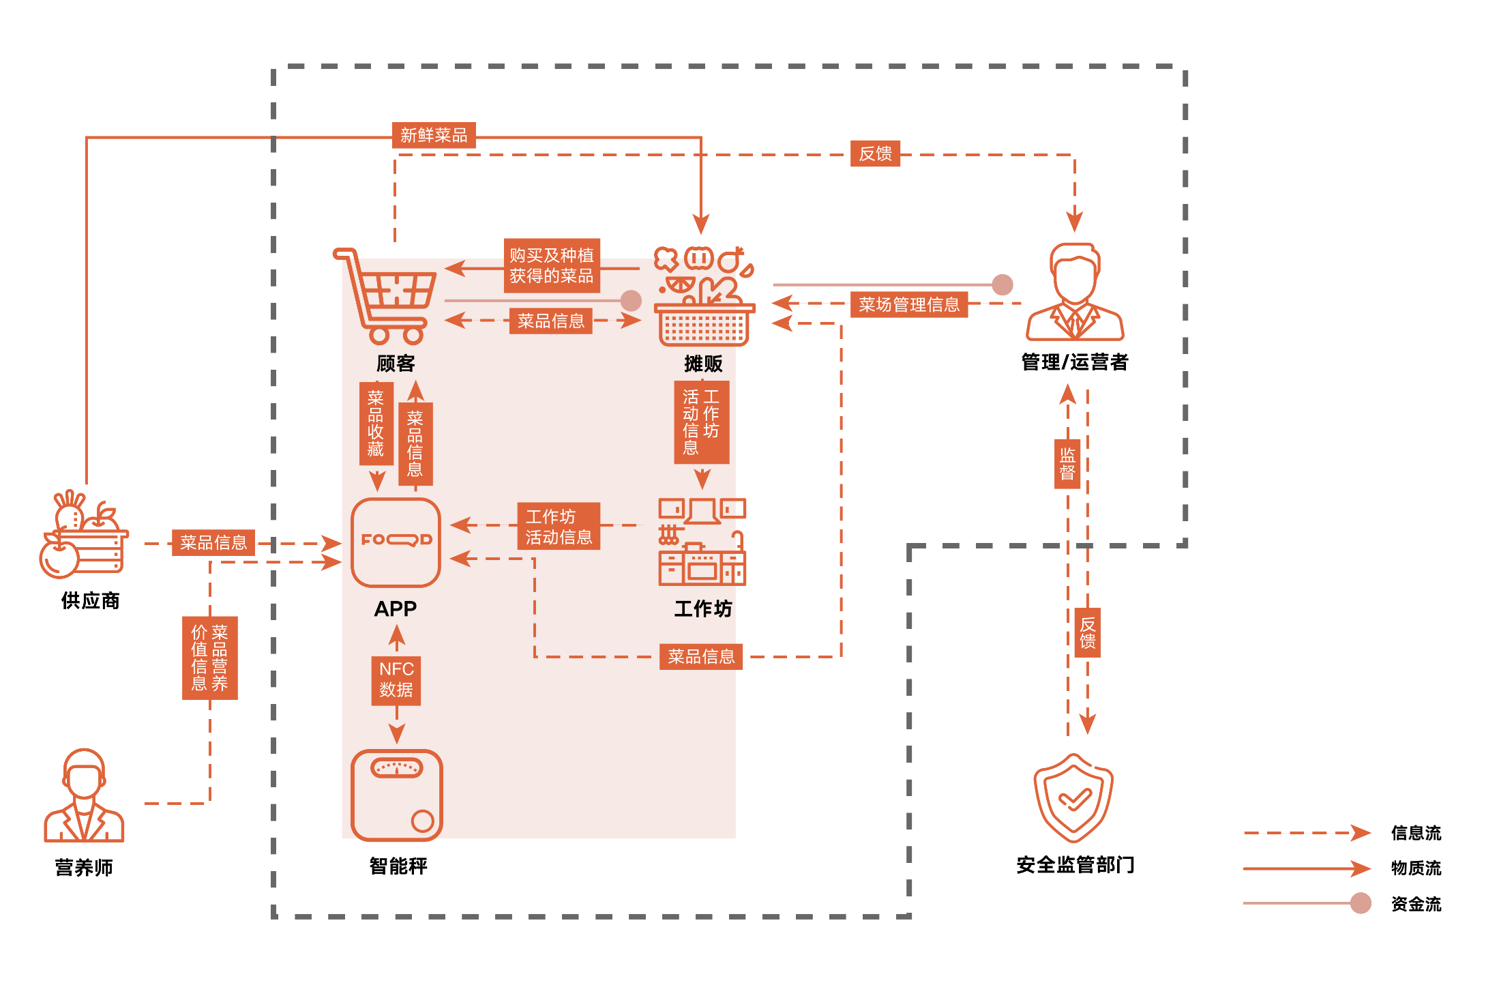 新鲜菜品
反馈
购买及种植
获得的菜品
菜品信息
菜场管理信息
顾客
摊贩
管理/运营者
菜品收藏
菜品信息
工作坊
活动信息
监督
FOOD
工作坊
活动信息
菜品信息
供应商
APP
工作坊
反馈
菜品营养
价值信息
菜品信息
NFC
数据
营养师
智能秤
安全监管部门
信息流
物质流
资金流